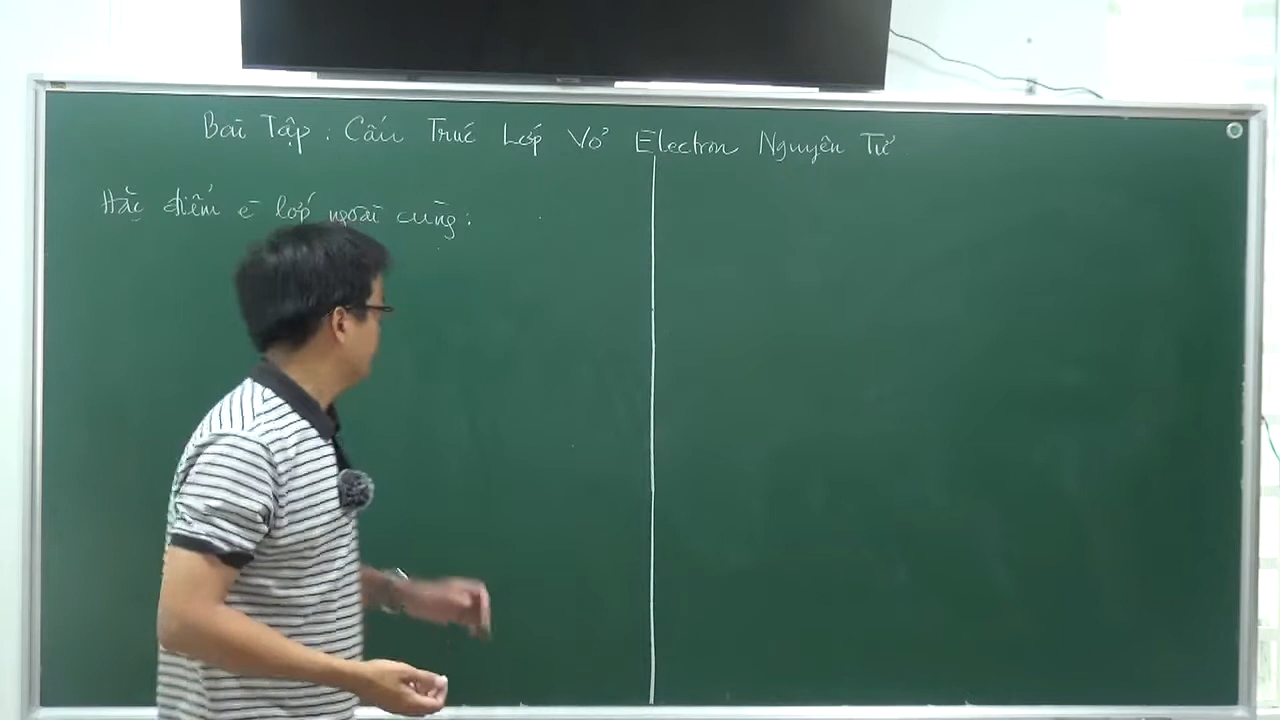 Bài Tập : Cấu Trúc Lớp Vỏ Electron Nguyên Tử
Đặc điểm e lớp ngoài cùng :